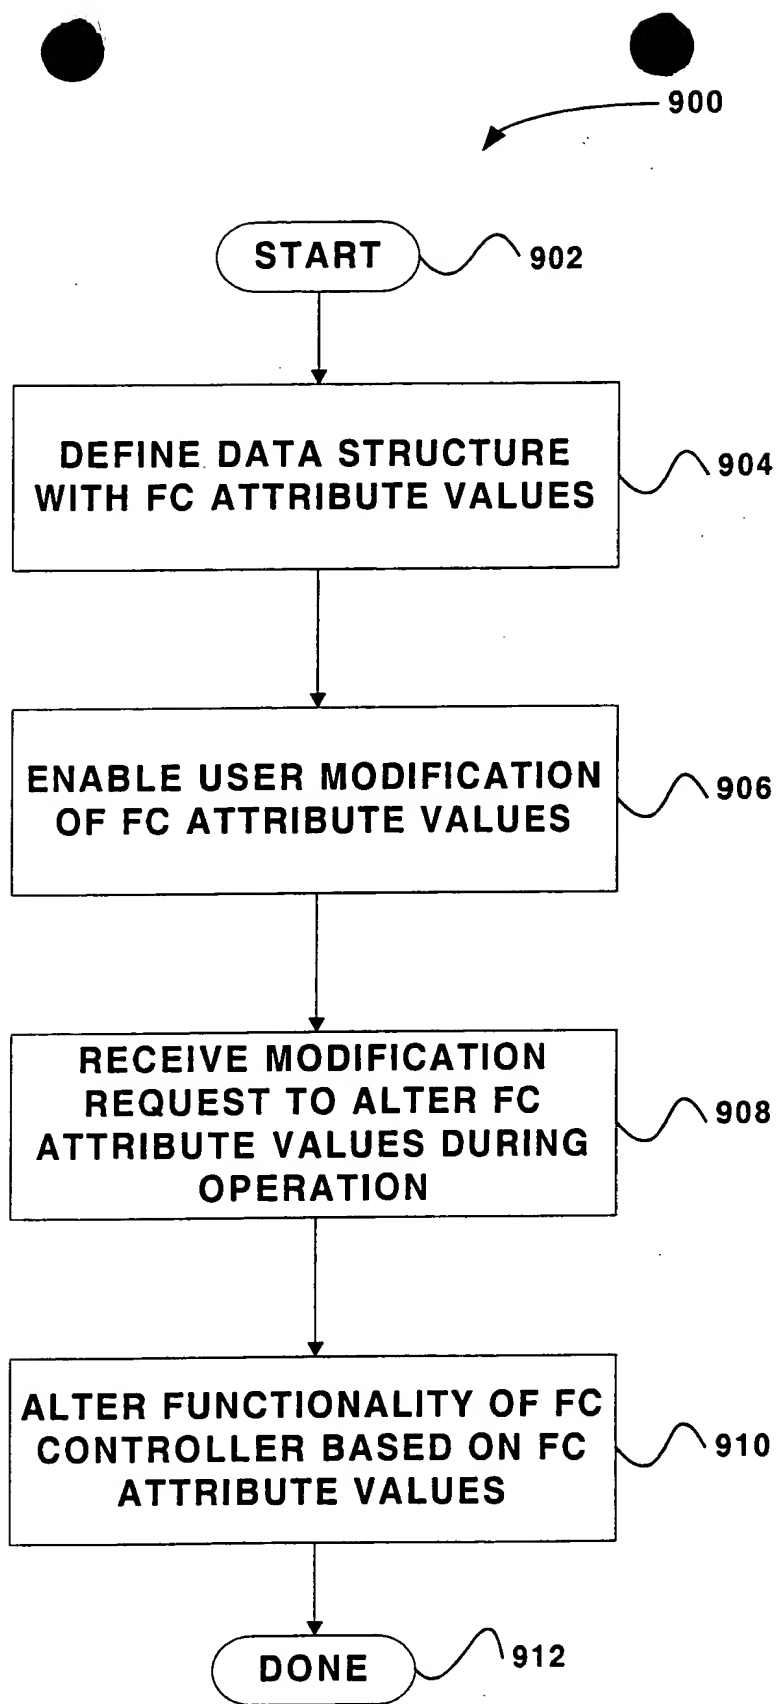 900
START
902
DEFINE DATA STRUCTURE
WITH FC ATTRIBUTE VALUES
904
ENABLE USER MODIFICATION
OF FC ATTRIBUTE VALUES
906
RECEIVE MODIFICATION
REQUEST TO ALTER FC
ATTRIBUTE VALUES DURING
OPERATION
908
ALTER FUNCTIONALITY OF FC
CONTROLLER BASED ON FC
ATTRIBUTE VALUES
910
DONE
912